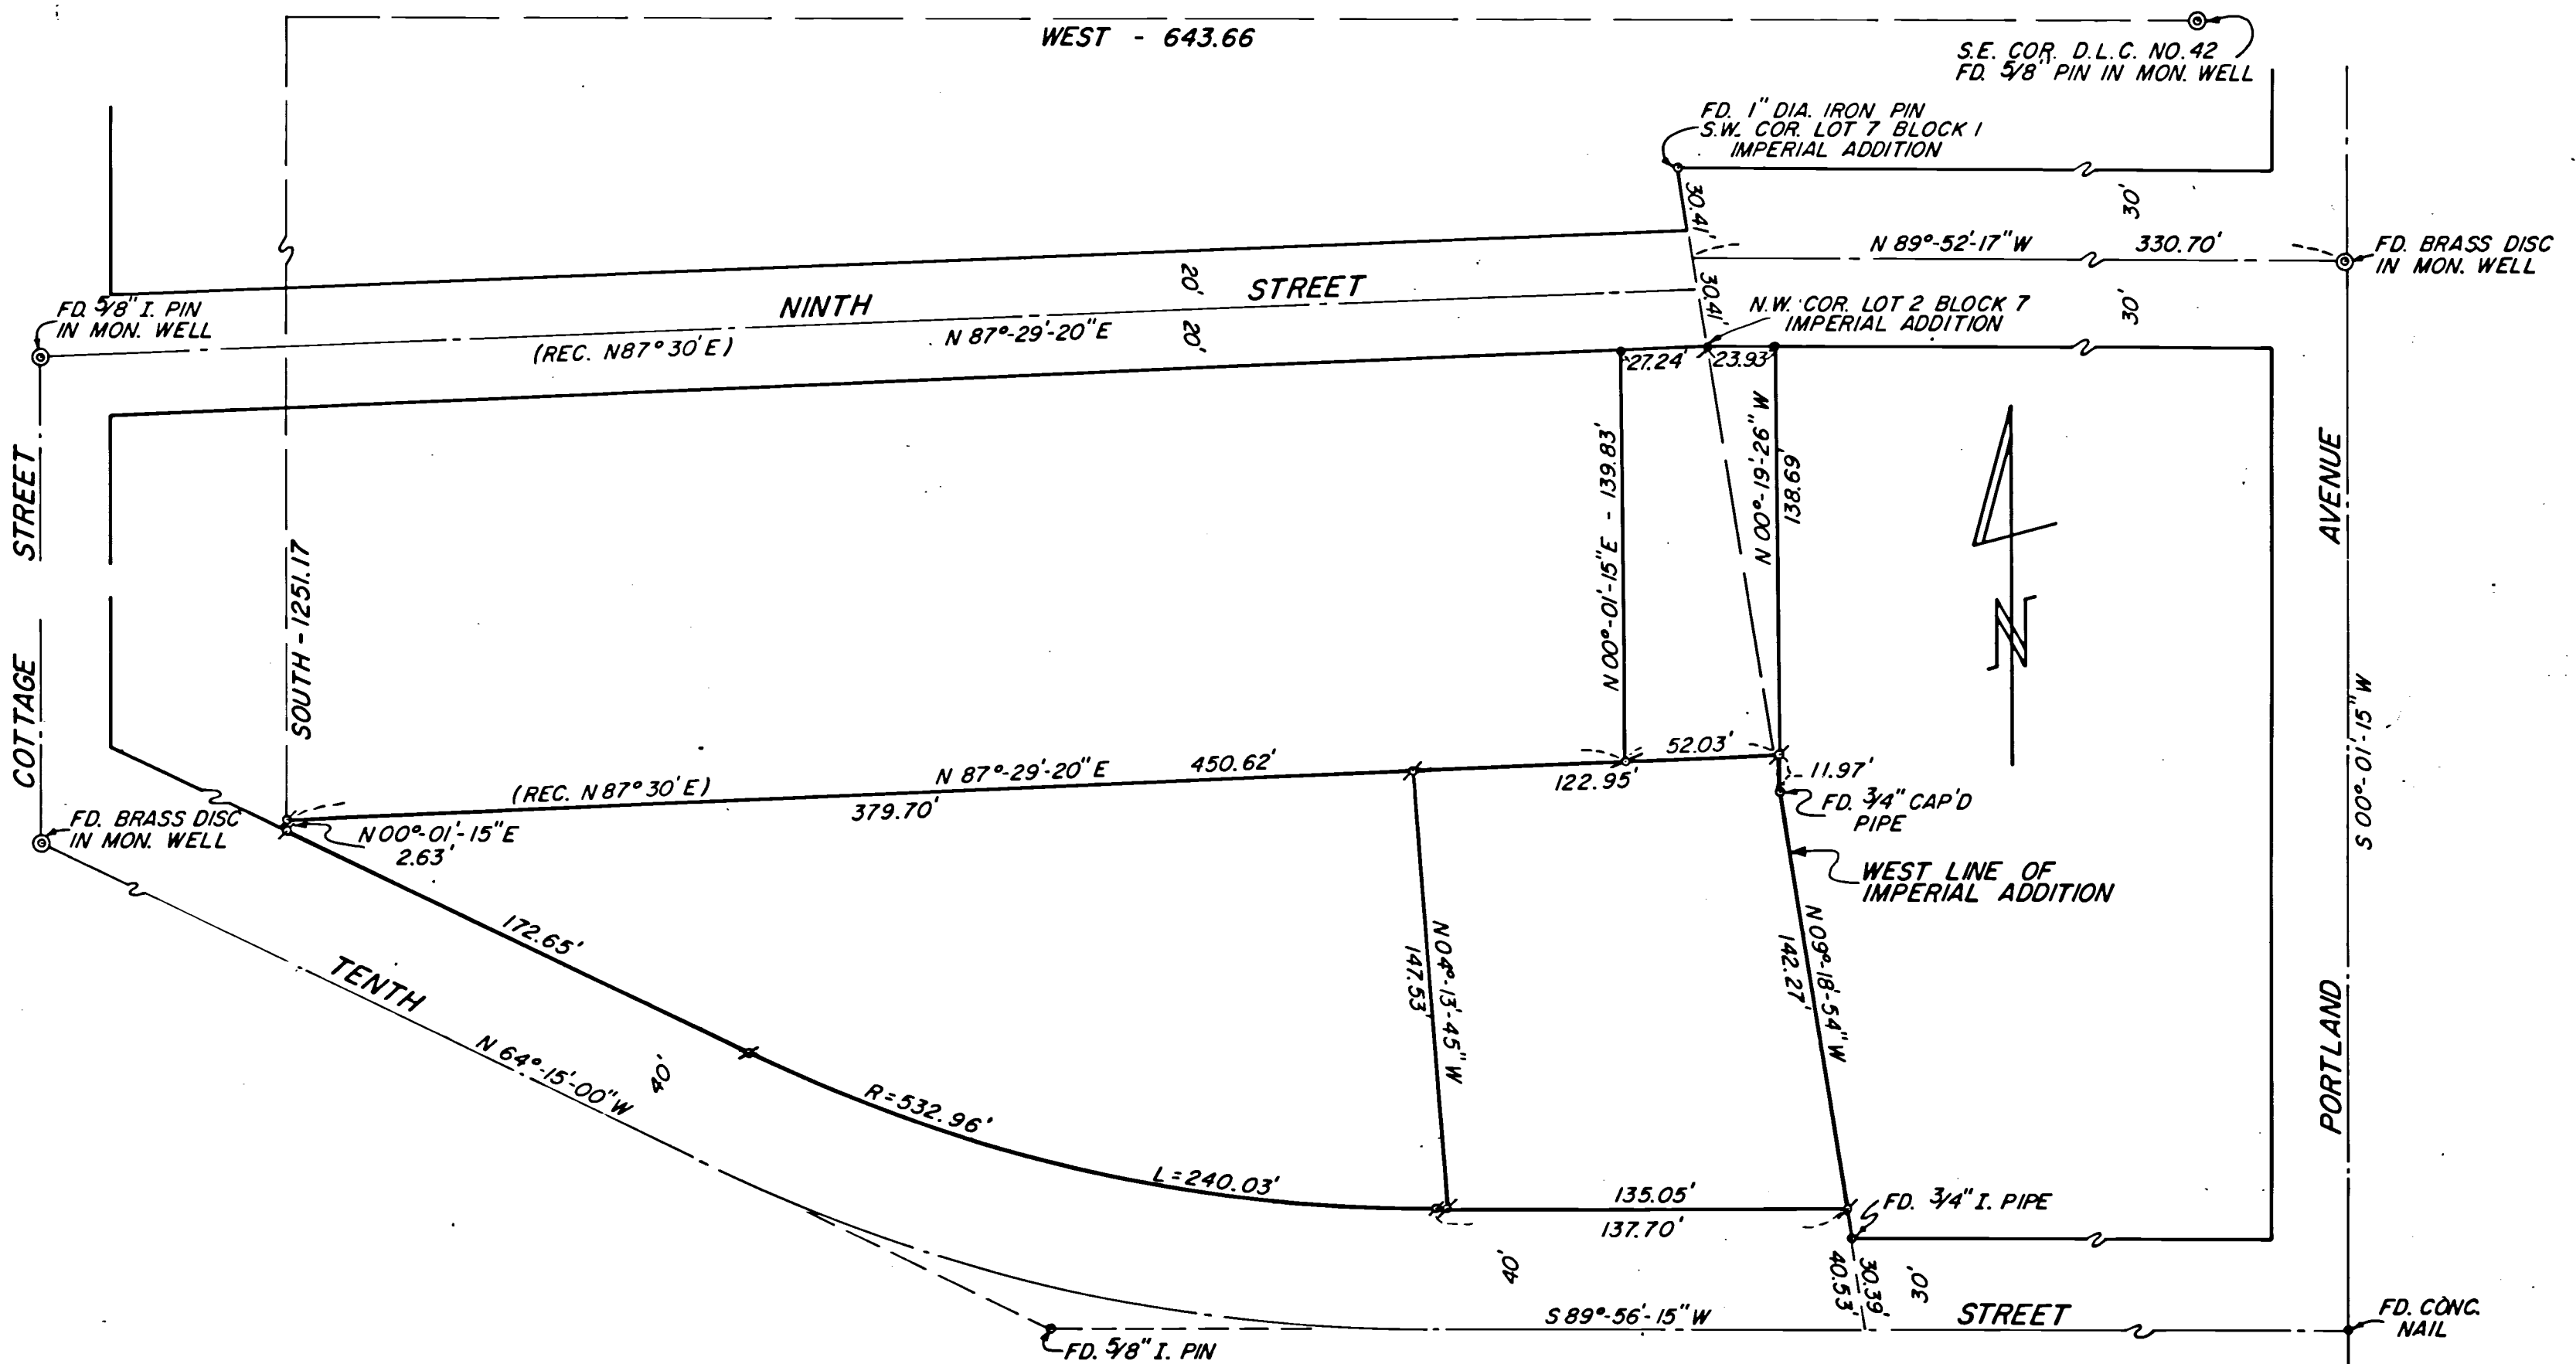 WEST - 643.66
S.E. COR. D.L.C. NO. 42
FD. 5/8" PIN IN MON. WELL
FD. 1" DIA. IRON PIN
S.W. COR. LOT 7 BLOCK 1
IMPERIAL ADDITION
30.41'
30'
N 89°-52'-17" W 330.70'
FD. BRASS DISC
IN MON. WELL
30'
30.41'
N.W. COR. LOT 2 BLOCK 7
IMPERIAL ADDITION
FD. 5/8" I. PIN
IN MON. WELL
NINTH STREET
20'
20'
(REC. N87°30'E) N 87°-29'-20" E
27.24'
23.93'
COTTAGE STREET
SOUTH - 1251.17
N 00°-01'-15" E - 139.83'
N 00°-19'-26" W
138.69'
N
PORTLAND AVENUE
S 00°-01'-15" W
(REC. N 87°30'E) N 87°-29'-20" E 450.62'
379.70'
52.03'
122.95'
11.97'
FD. 3/4" CAP'D
PIPE
FD. BRASS DISC
IN MON. WELL
N 00°-01'-15" E
2.63'
WEST LINE OF
IMPERIAL ADDITION
172.65'
N 04°-13'-45" W
147.53'
N 09°-18'-54" W
142.27'
TENTH
N 64°-15'-00" W
40'
R=532.96'
L=240.03'
135.05'
137.70'
FD. 3/4" I. PIPE
40'
30.39'
40.53'
30'
S 89°-56'-15" W STREET
FD. 5/8" I. PIN
FD. CONC.
NAIL